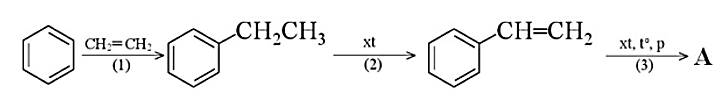 CH₂=CH₂
(1)
CH₂CH₃
xt
(2)
CH=CH₂
xt, t°, p
(3)
A